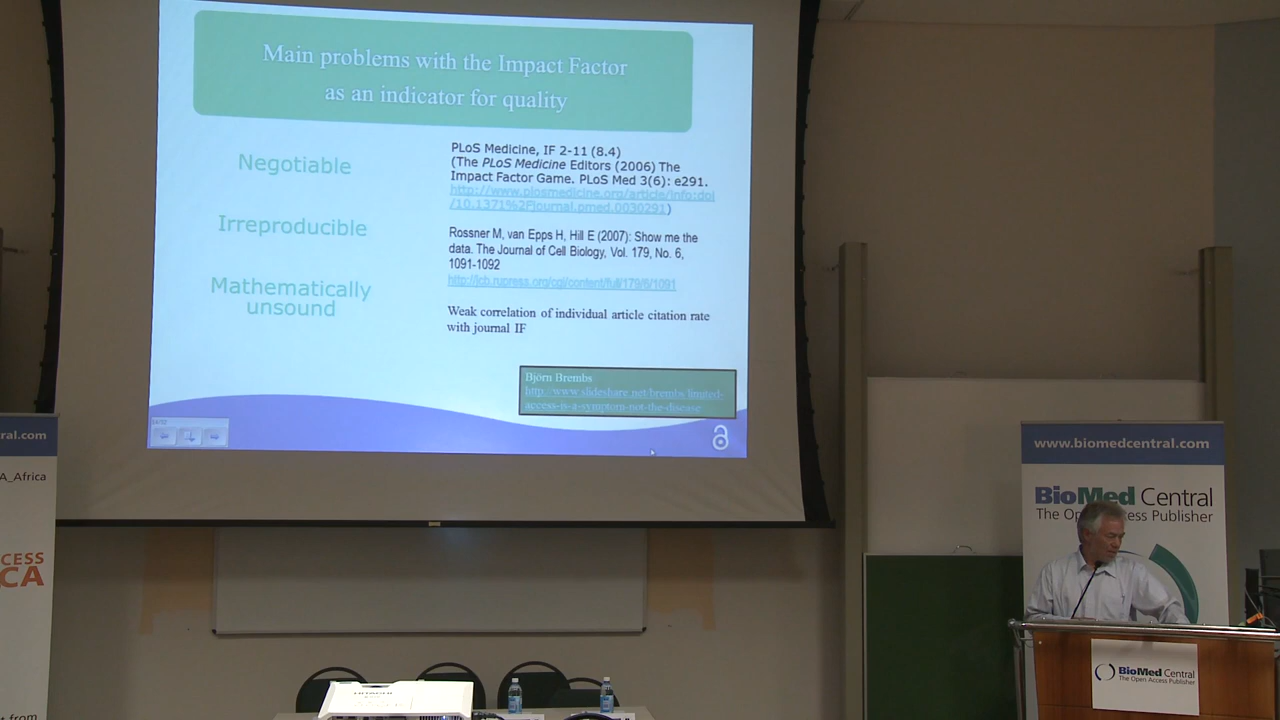 Main problems with the Impact Factor
as an indicator for quality
Negotiable
PLoS Medicine, IF 2-11 (8.4)
(The PLoS Medicine Editors (2006) The
Impact Factor Game. PLoS Med 3(6): e291.
http://www.plosmedicine.org/article/info:doi
/10.1371%2Fjournal.pmed.0030291)
Irreproducible
Rossner M, van Epps H, Hill E (2007): Show me the
data. The Journal of Cell Biology, Vol. 179, No. 6,
1091-1092
http://jcb.rupress.org/cgi/content/full/179/6/1091
Mathematically
unsound
Weak correlation of individual article citation rate
with journal IF
Björn Brembs
http://www.slideshare.net/brembs/limited-
access-is-a-symptom-not-the-disease
ral.com
A_Africa
CESS
CA
t from
www.biomedcentral.com
BioMed Central
The Open Access Publisher
BioMed Central
The Open Access Publisher